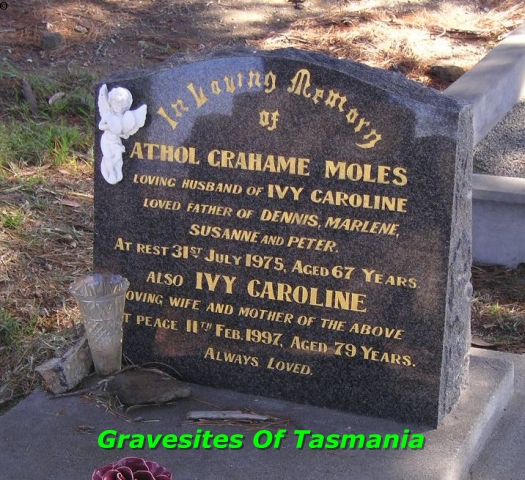 In Loving Memory
of
ATHOL GRAHAME MOLES
LOVING HUSBAND OF IVY CAROLINE
LOVED FATHER OF DENNIS, MARLENE,
SUSANNE AND PETER.
AT REST 31ST JULY 1975, AGED 67 YEARS
ALSO IVY CAROLINE
LOVING WIFE AND MOTHER OF THE ABOVE
AT PEACE 11TH FEB. 1997, AGED 79 YEARS.
ALWAYS LOVED.
Gravesites Of Tasmania